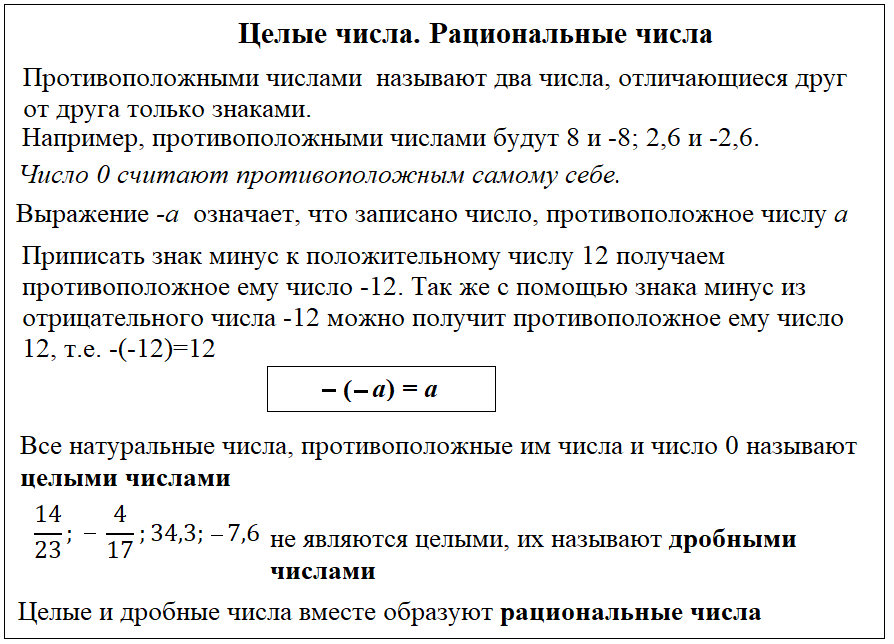 Целые числа. Рациональные числа
Противоположными числами называют два числа, отличающиеся друг
от друга только знаками.
Например, противоположными числами будут 8 и -8; 2,6 и -2,6.
Число 0 считают противоположным самому себе.
Выражение -а означает, что записано число, противоположное числу а
Приписать знак минус к положительному числу 12 получаем
противоположное ему число -12. Так же с помощью знака минус из
отрицательного числа -12 можно получит противоположное ему число
12, т.е. -(-12)=12
– (– а) = а
Все натуральные числа, противоположные им числа и число 0 называют
целыми числами
14/23; – 4/17; 34,3; – 7,6 не являются целыми, их называют дробными
числами
Целые и дробные числа вместе образуют рациональные числа